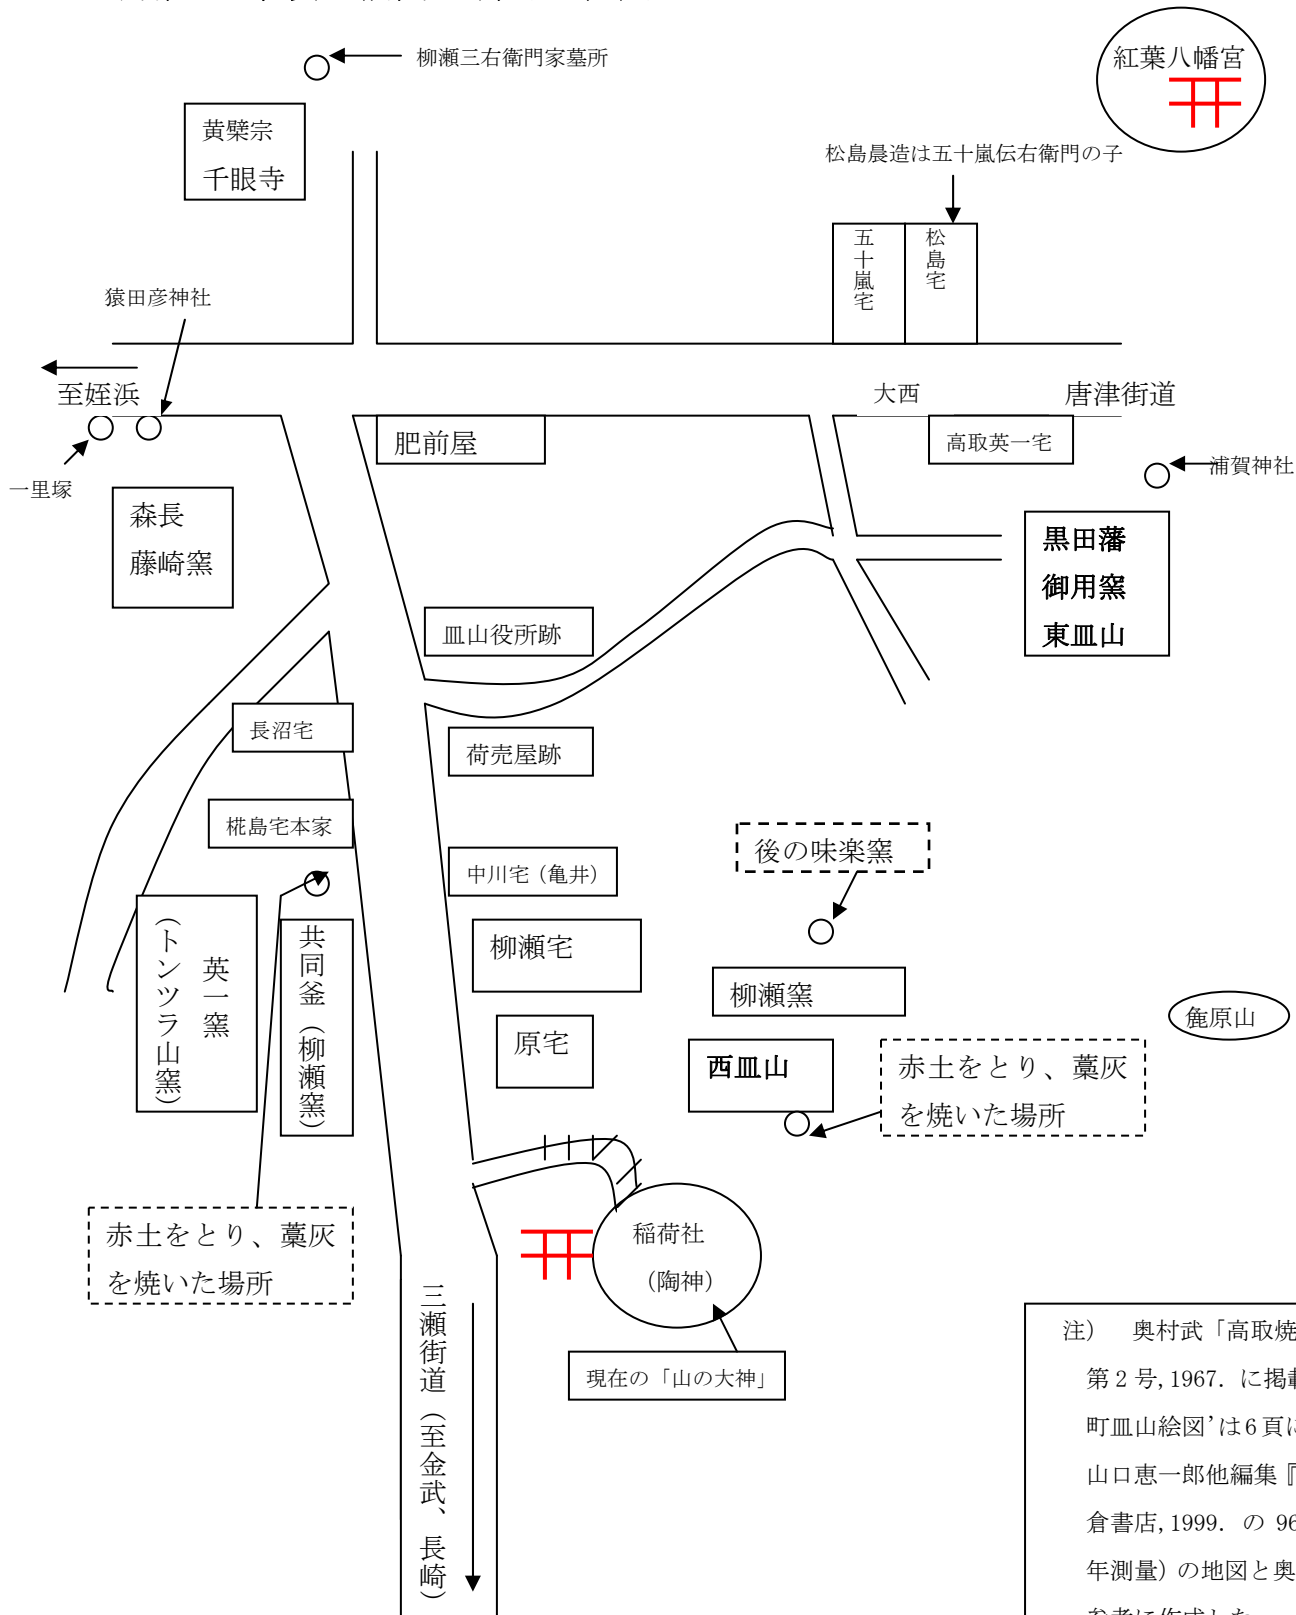 柳瀬三右衛門家墓所
紅葉八幡宮
黄檗宗
千眼寺
松島晨造は五十嵐伝右衛門の子
五十嵐宅
松島宅
猿田彦神社
至姪浜
大西
唐津街道
肥前屋
高取英一宅
浦賀神社
一里塚
森長
藤崎窯
黒田藩
御用窯
東皿山
皿山役所跡
長沼宅
荷売屋跡
椛島宅本家
後の味楽窯
中川宅（亀井）
英一窯
（トンツラ山窯）
共同釜（柳瀬窯）
柳瀬宅
柳瀬窯
麁原山
原宅
西皿山
赤土をとり、藁灰
を焼いた場所
赤土をとり、藁灰
を焼いた場所
稲荷社
（陶神）
三瀬街道（至金武、長崎）
現在の「山の大神」
注） 奥村武「高取焼
第２号,1967．に掲載
町皿山絵図’は６頁に
山口恵一郎他編集『
倉書店,1999．の 96
年測量）の地図と奥